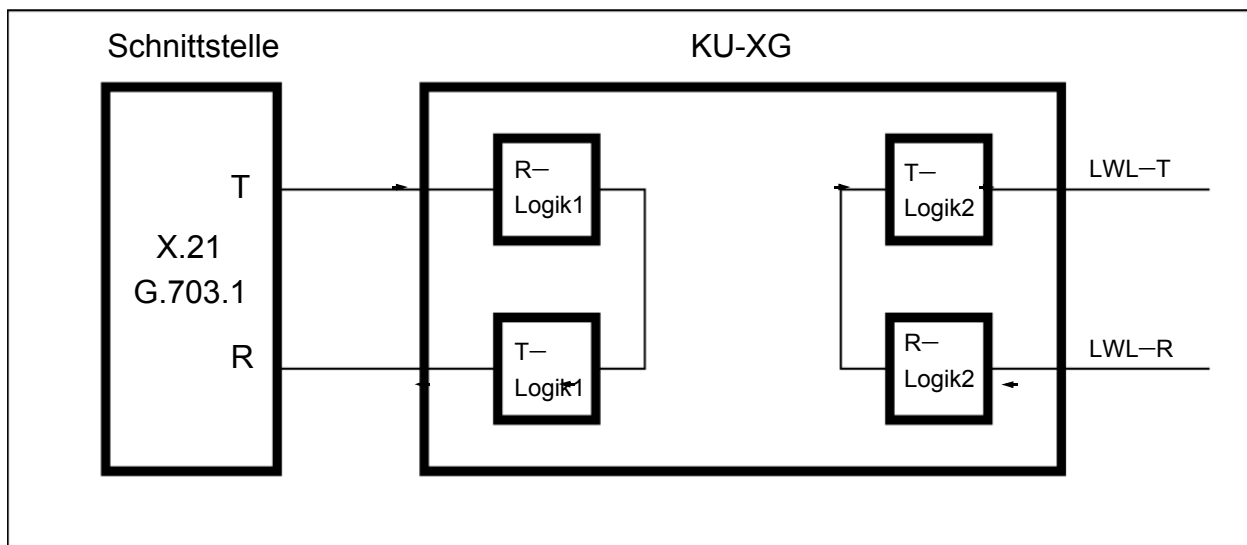 Schnittstelle
KU-XG
T
X.21
G.703.1
R
R–
Logik1
T–
Logik1
T–
Logik2
R–
Logik2
LWL–T
LWL–R